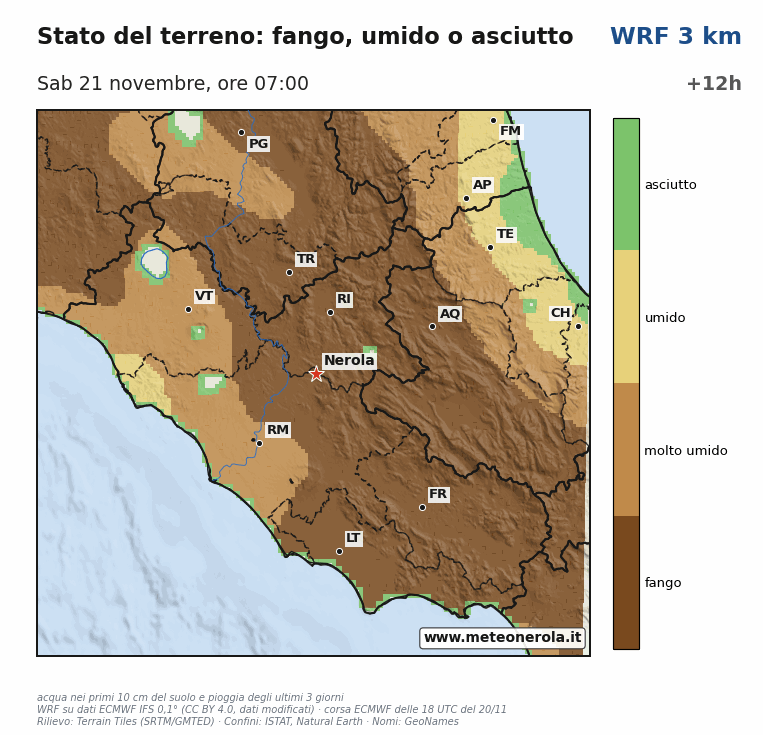 Stato del terreno: fango, umido o asciutto WRF 3 km
Sab 21 novembre, ore 07:00 +12h
FM
PG
asciutto
AP
TE
TR
VT
RI
AQ
CH
umido
Nerola
RM
molto umido
FR
LT
fango
www.meteonerola.it
acqua nei primi 10 cm del suolo e pioggia degli ultimi 3 giorni
WRF su dati ECMWF IFS 0,1° (CC BY 4.0, dati modificati) · corsa ECMWF delle 18 UTC del 20/11
Rilievo: Terrain Tiles (SRTM/GMTED) · Confini: ISTAT, Natural Earth · Nomi: GeoNames